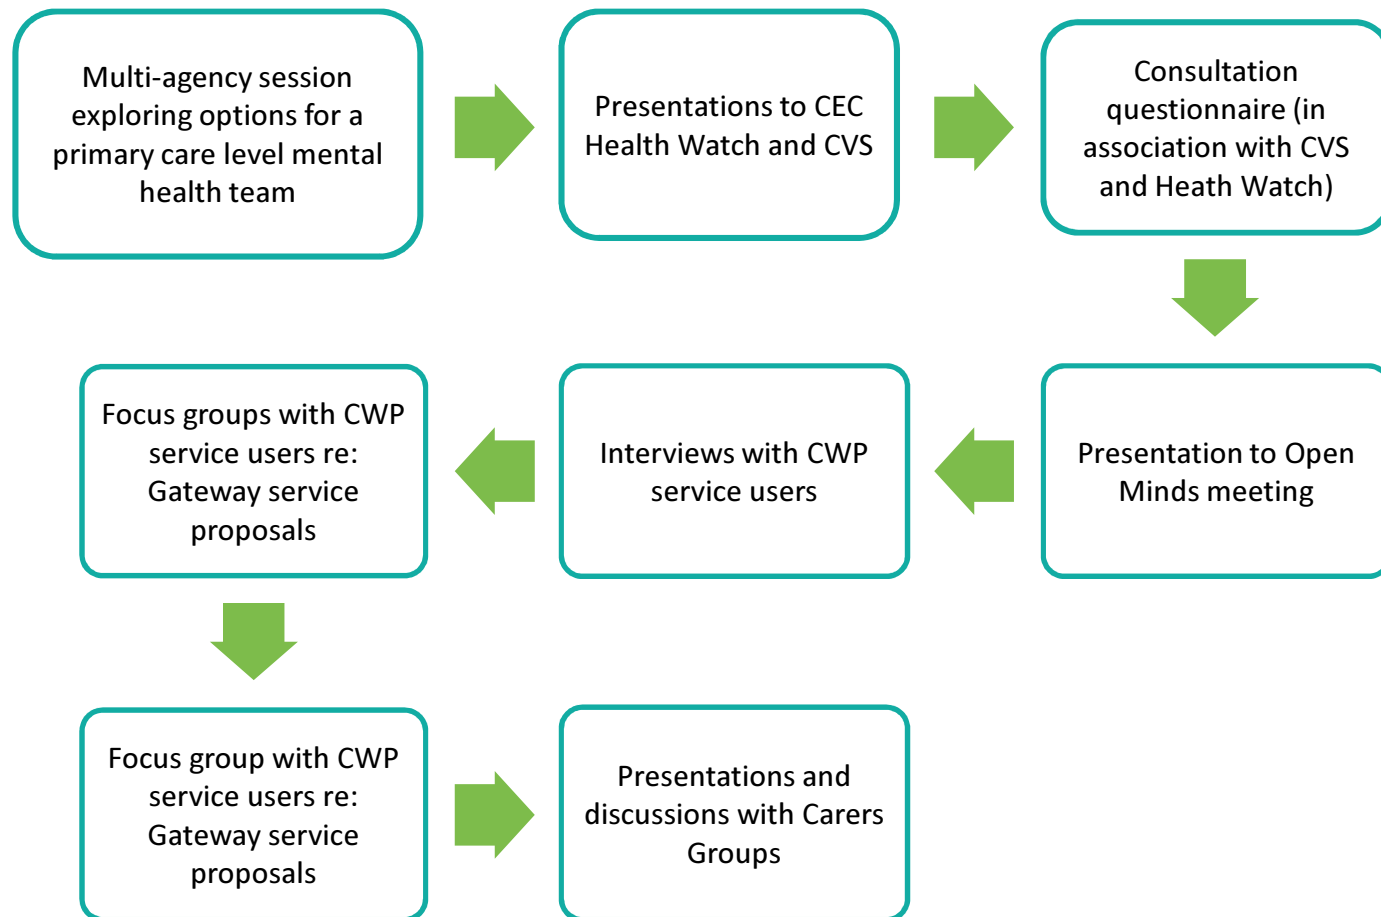 Multi-agency session
exploring options for a
primary care level mental
health team
Presentations to CEC
Health Watch and CVS
Consultation
questionnaire (in
association with CVS
and Heath Watch)
Presentation to Open
Minds meeting
Interviews with CWP
service users
Focus groups with CWP
service users re:
Gateway service
proposals
Focus group with CWP
service users re:
Gateway service
proposals
Presentations and
discussions with Carers
Groups